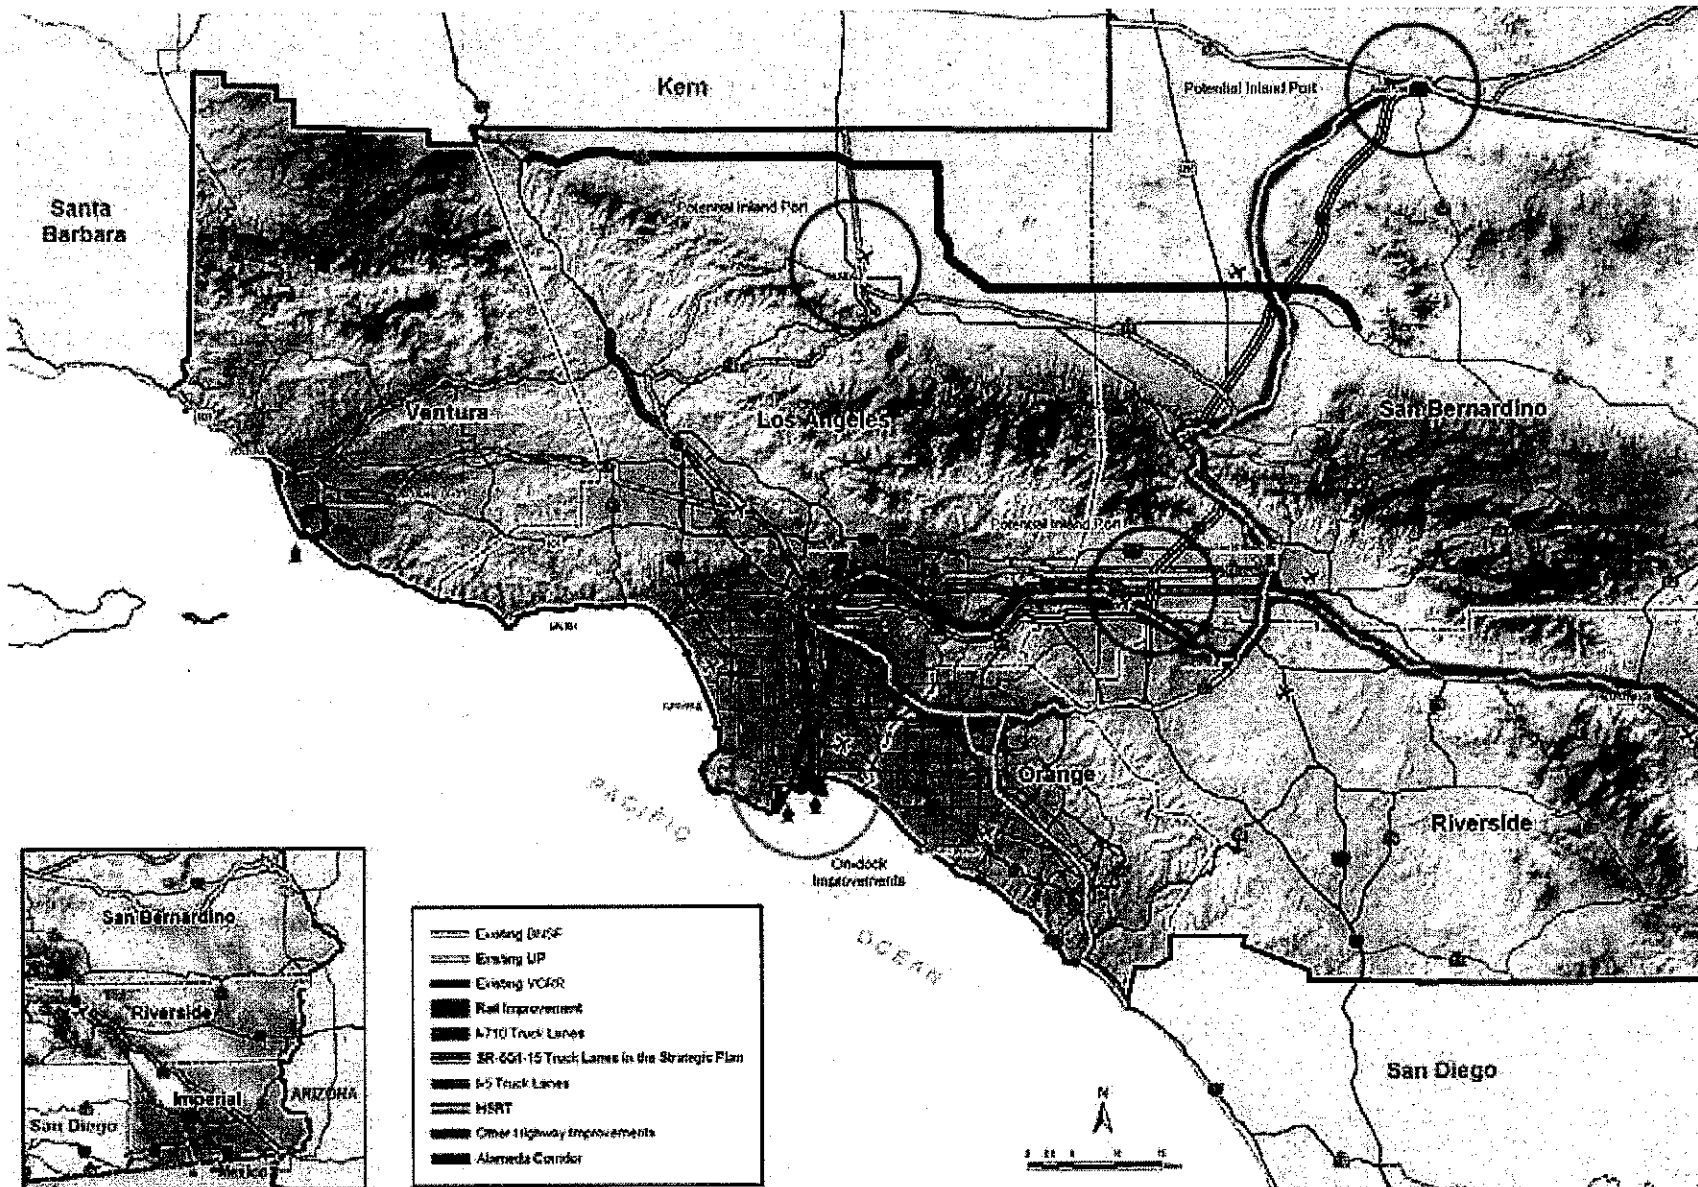 Kern
Potential Inland Port
Santa
Barbara
Potential Inland Port
Ventura
Los Angeles
San Bernardino
Potential Inland Port
Orange
PACIFIC
OCEAN
Riverside
On-dock
Improvements
San Diego
N
San Bernardino
Riverside
Imperial
ARIZONA
San Diego
Mexico
Existing BNSF
Existing UP
Existing VCRR
Rail Improvement
I-710 Truck Lanes
SR-60/I-15 Truck Lanes in the Strategic Plan
I-5 Truck Lanes
HSRT
Other Highway Improvements
Alameda Corridor